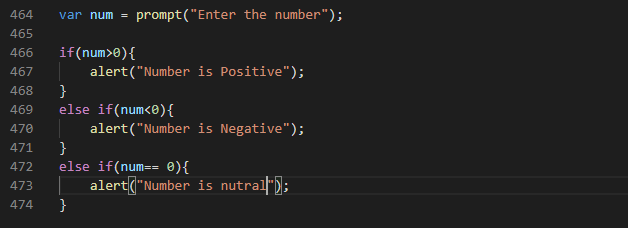 464 var num = prompt("Enter the number");
465
466 if(num>0){
467     alert("Number is Positive");
468 }
469 else if(num<0){
470     alert("Number is Negative");
471 }
472 else if(num== 0){
473     alert("Number is nutral");
474 }